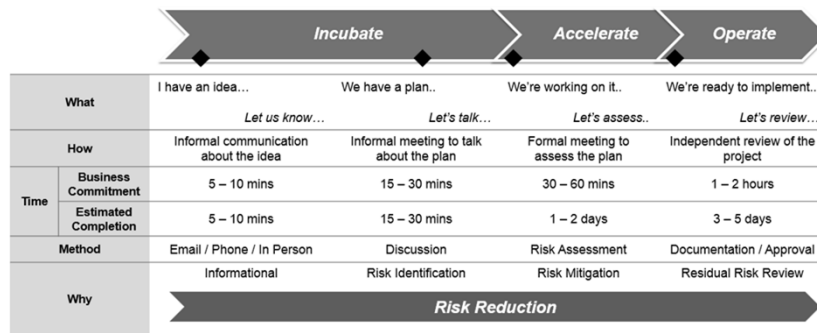 Incubate
Accelerate
Operate
What
I have an idea…
Let us know…
We have a plan..
Let's talk…
We're working on it..
Let's assess..
We're ready to implement..
Let's review…
How
Informal communication
about the idea
Informal meeting to talk
about the plan
Formal meeting to
assess the plan
Independent review of the
project
Time
Business
Commitment
5 – 10 mins
15 – 30 mins
30 – 60 mins
1 – 2 hours
Estimated
Completion
5 – 10 mins
15 – 30 mins
1 – 2 days
3 – 5 days
Method
Email / Phone / In Person
Discussion
Risk Assessment
Documentation / Approval
Why
Informational
Risk Identification
Risk Mitigation
Residual Risk Review
Risk Reduction